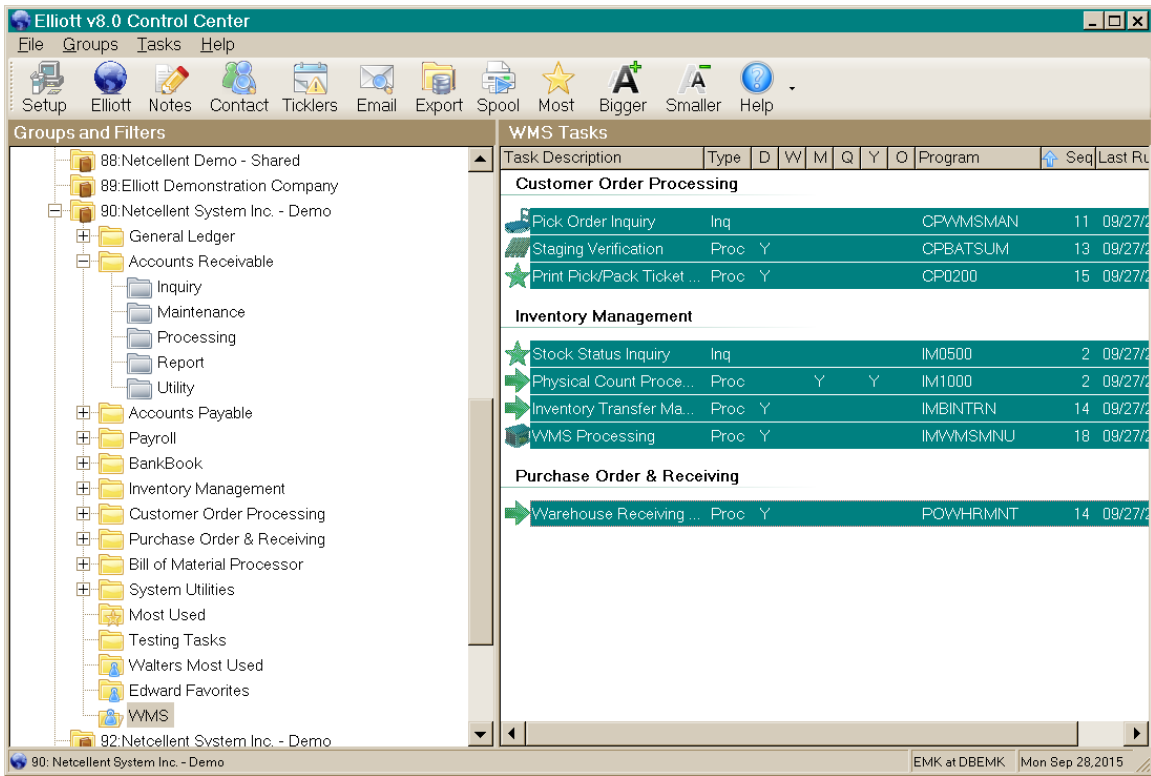 Elliott v8.0 Control Center
File Groups Tasks Help
Setup Elliott Notes Contact Ticklers Email Export Spool Most Bigger Smaller Help
Groups and Filters
88:Netcellent Demo - Shared
89:Elliott Demonstration Company
90:Netcellent System Inc. - Demo
General Ledger
Accounts Receivable
Inquiry
Maintenance
Processing
Report
Utility
Accounts Payable
Payroll
BankBook
Inventory Management
Customer Order Processing
Purchase Order & Receiving
Bill of Material Processor
System Utilities
Most Used
Testing Tasks
Walters Most Used
Edward Favorites
WMS
92:Netcellent System Inc. - Demo
WMS Tasks
Task Description Type D W M Q Y O Program Seq Last Ru
Customer Order Processing
Pick Order Inquiry Inq CPWMSMAN 11 09/27/2
Staging Verification Proc Y CPBATSUM 13 09/27/2
Print Pick/Pack Ticket ... Proc Y CP0200 15 09/27/2
Inventory Management
Stock Status Inquiry Inq IM0500 2 09/27/2
Physical Count Proce... Proc Y Y IM1000 2 09/27/2
Inventory Transfer Ma... Proc Y IMBINTRN 14 09/27/2
WMS Processing Proc Y IMWMSMNU 18 09/27/2
Purchase Order & Receiving
Warehouse Receiving ... Proc Y POWHRMNT 14 09/27/2
90: Netcellent System Inc. - Demo EMK at DBEMK Mon Sep 28,2015